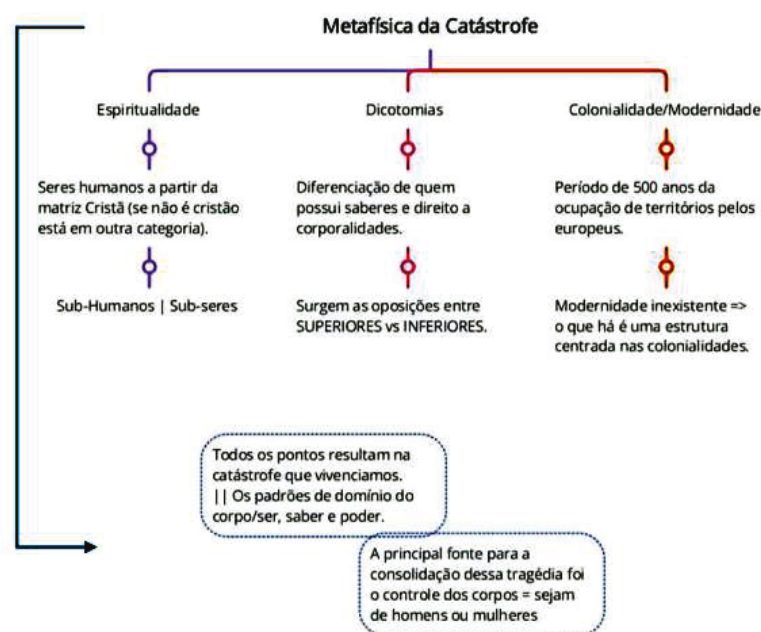 Metafísica da Catástrofe
Espiritualidade
Seres humanos a partir da
matriz Cristã (se não é cristão
está em outra categoria).
Sub-Humanos | Sub-seres
Dicotomias
Diferenciação de quem
possui saberes e direito a
corporalidades.
Surgem as oposições entre
SUPERIORES vs INFERIORES.
Colonialidade/Modernidade
Período de 500 anos da
ocupação de territórios pelos
europeus.
Modernidade inexistente =>
o que há é uma estrutura
centrada nas colonialidades.
Todos os pontos resultam na
catástrofe que vivenciamos.
|| Os padrões de domínio do
corpo/ser, saber e poder.
A principal fonte para a
consolidação dessa tragédia foi
o controle dos corpos = sejam
de homens ou mulheres